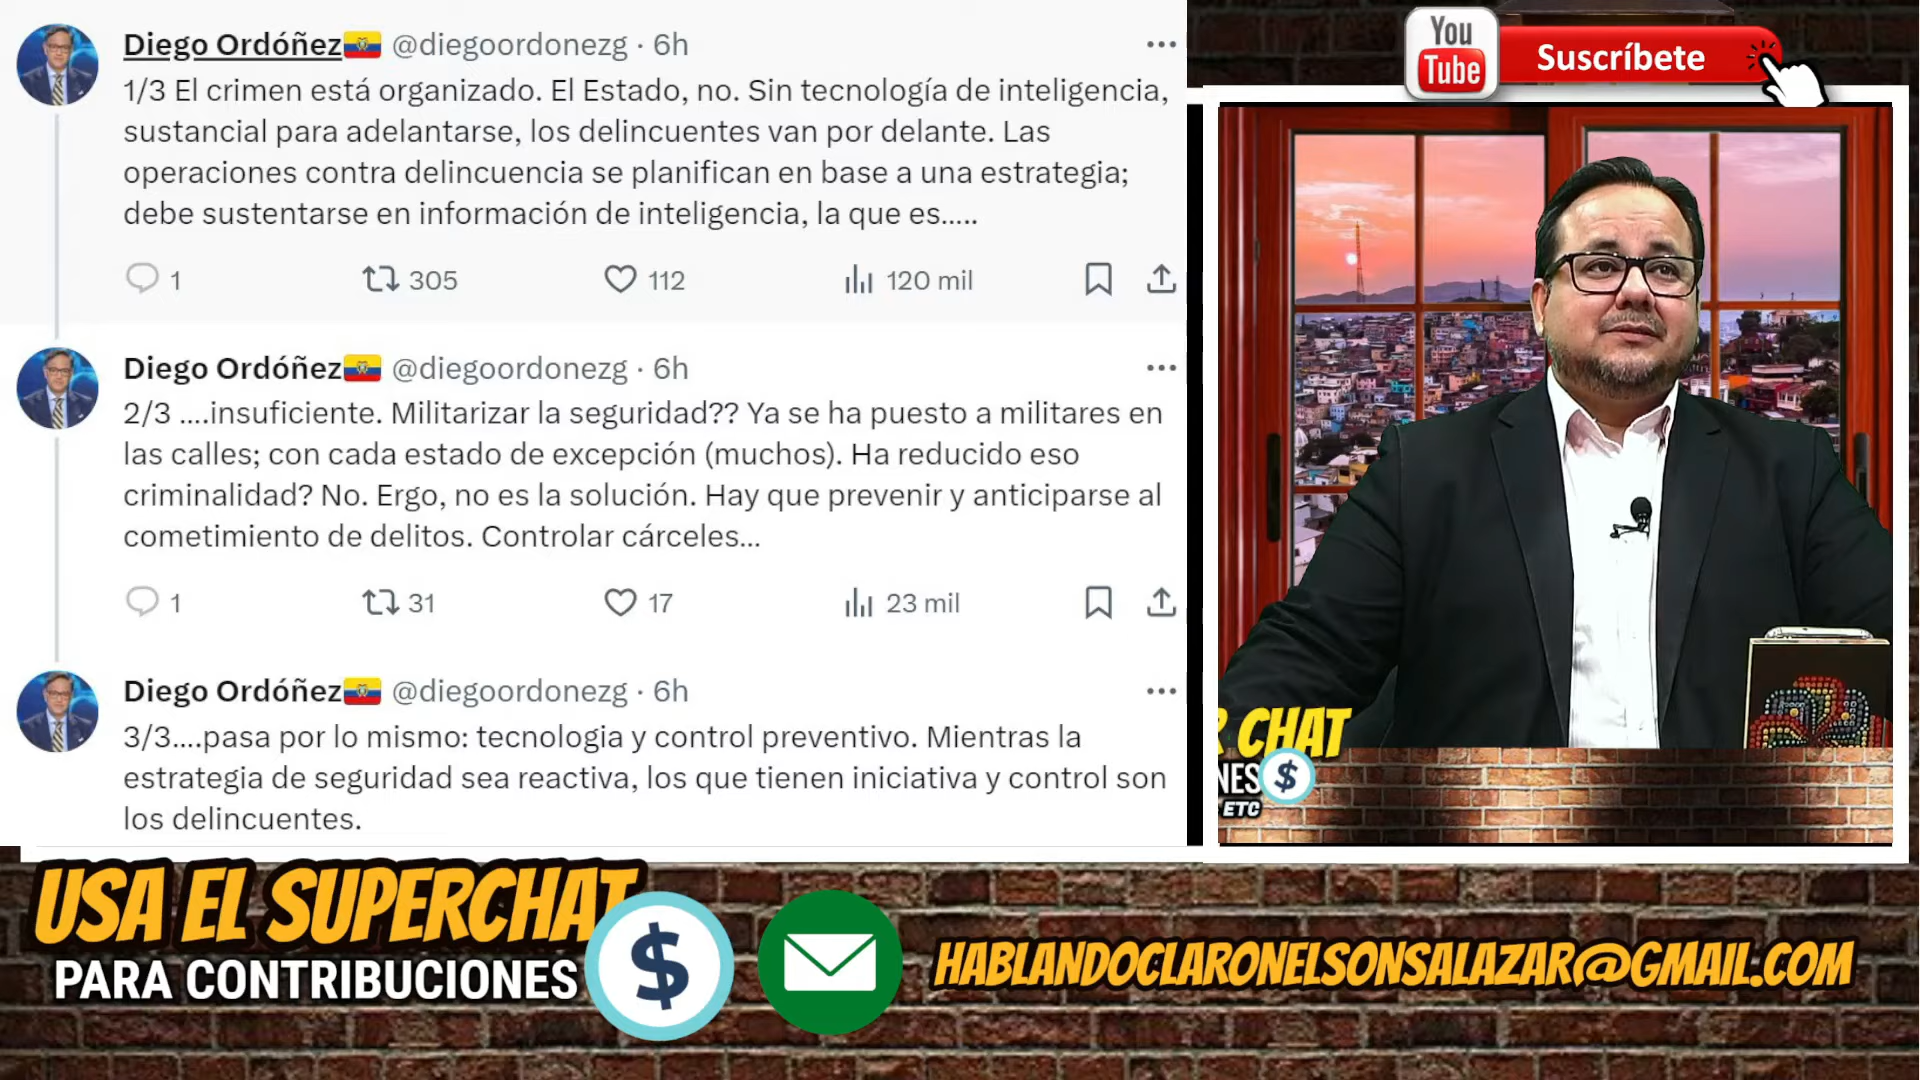 Diego Ordóñez @diegoordonezg · 6h
1/3 El crimen está organizado. El Estado, no. Sin tecnología de inteligencia,
sustancial para adelantarse, los delincuentes van por delante. Las
operaciones contra delincuencia se planifican en base a una estrategia;
debe sustentarse en información de inteligencia, la que es.....
1 305 112 120 mil
Diego Ordóñez @diegoordonezg · 6h
2/3 ....insuficiente. Militarizar la seguridad?? Ya se ha puesto a militares en
las calles; con cada estado de excepción (muchos). Ha reducido eso
criminalidad? No. Ergo, no es la solución. Hay que prevenir y anticiparse al
cometimiento de delitos. Controlar cárceles...
1 31 17 23 mil
Diego Ordóñez @diegoordonezg · 6h
3/3....pasa por lo mismo: tecnologia y control preventivo. Mientras la
estrategia de seguridad sea reactiva, los que tienen iniciativa y control son
los delincuentes.
You
Tube
Suscríbete
R CHAT
NES $
ETC
USA EL SUPERCHAT
PARA CONTRIBUCIONES
$
HABLANDOCLARONELSONSALAZAR@GMAIL.COM